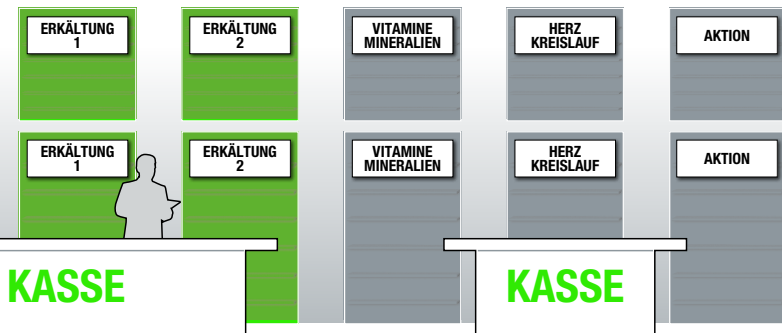 ERKÄLTUNG
1
ERKÄLTUNG
2
VITAMINE
MINERALIEN
HERZ
KREISLAUF
AKTION
ERKÄLTUNG
1
ERKÄLTUNG
2
VITAMINE
MINERALIEN
HERZ
KREISLAUF
AKTION
KASSE
KASSE